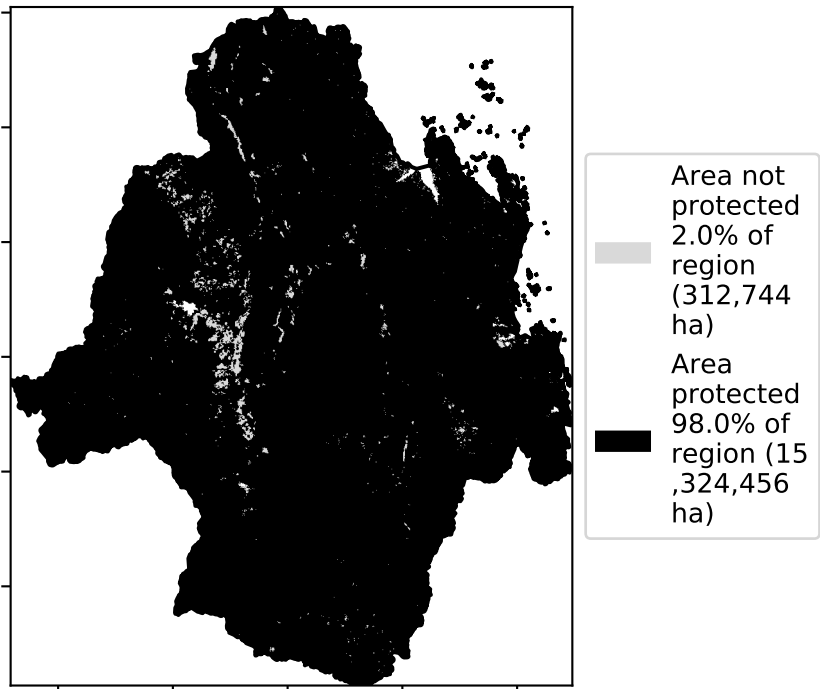 Area not
protected
2.0% of
region
(312,744
ha)
Area
protected
98.0% of
region (15
,324,456
ha)